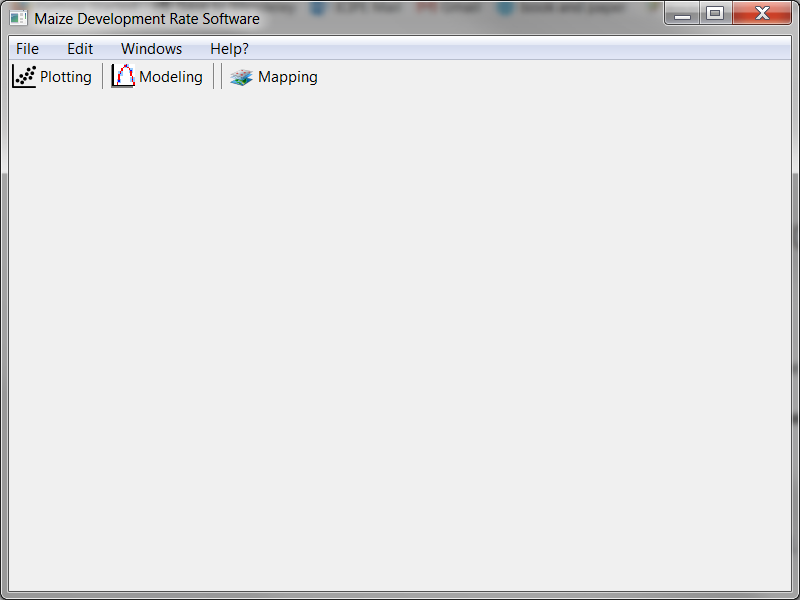 Maize Development Rate Software
File Edit Windows Help?
Plotting Modeling Mapping